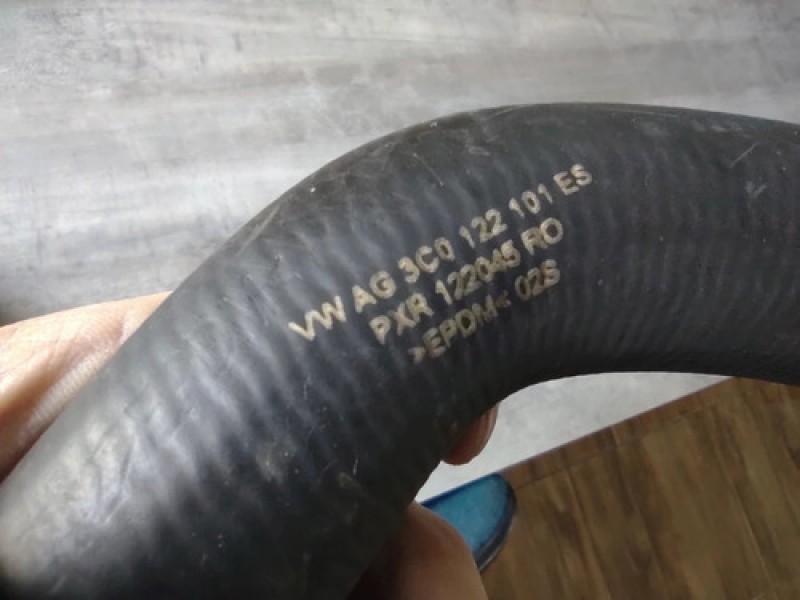 VW AG 3C0 122 101 ES
PXR 122045 RO
>EPDM< 02S